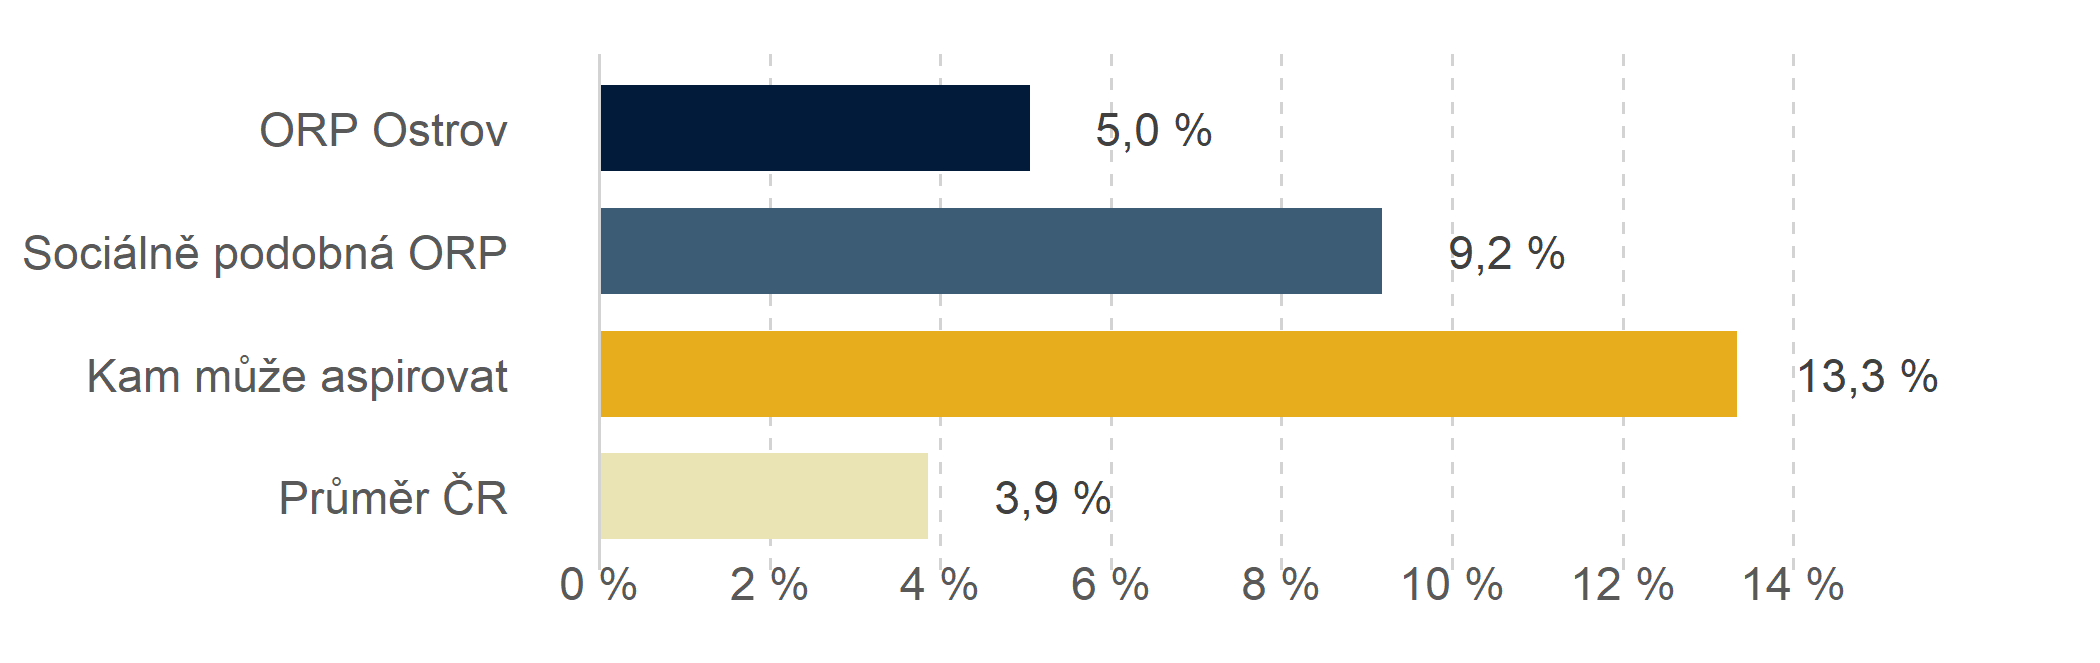 ORP Ostrov
5,0 %
Sociálně podobná ORP
9,2 %
Kam může aspirovat
13,3 %
Průměr ČR
3,9 %
0 % 2 % 4 % 6 % 8 % 10 % 12 % 14 %